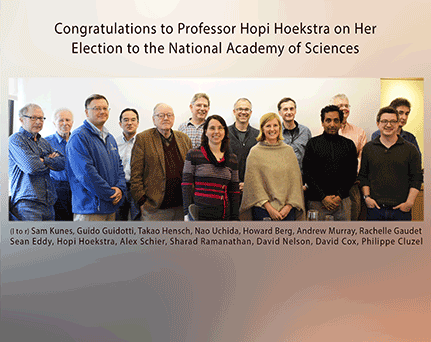 Congratulations to Professor Hopi Hoekstra on Her
Election to the National Academy of Sciences
(l to r) Sam Kunes, Guido Guidotti, Takao Hensch, Nao Uchida, Howard Berg, Andrew Murray, Rachelle Gaudet
Sean Eddy, Hopi Hoekstra, Alex Schier, Sharad Ramanathan, David Nelson, David Cox, Philippe Cluzel